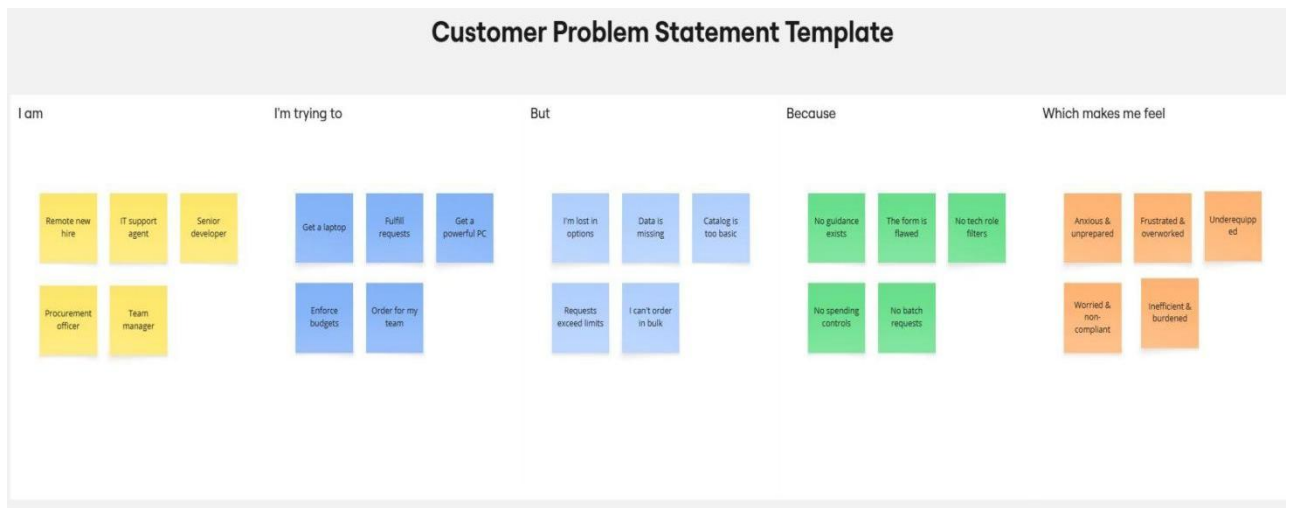 Customer Problem Statement Template
I am
I'm trying to
But
Because
Which makes me feel
Remote new
hire
IT support
agent
Senior
developer
Procurement
officer
Team
manager
Get a laptop
Fulfill
requests
Get a
powerful PC
Enforce
budgets
Order for my
team
I'm lost in
options
Data is
missing
Catalog is
too basic
Requests
exceed limits
I can't order
in bulk
No guidance
exists
The form is
flawed
No tech role
filters
No spending
controls
No batch
requests
Anxious &
unprepared
Frustrated &
overworked
Underequipp
ed
Worried &
non-
compliant
Inefficient &
burdened